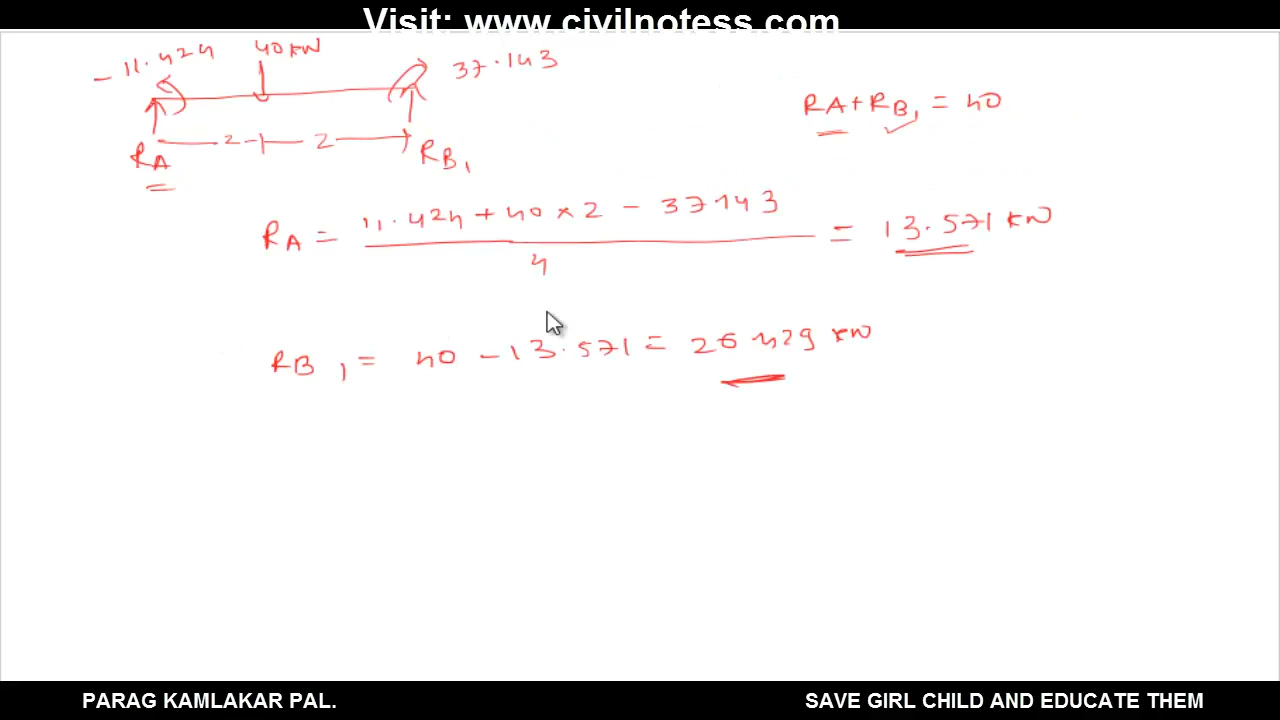 Visit: www.civilnotess.com
- 11.424
40 kN
37.143
RA + RB1 = 40
2
2
RA
RB1
RA = 11.424 + 40 × 2 - 37.143 / 4 = 13.571 kN
RB1 = 40 - 13.571 = 26.429 kN
PARAG KAMLAKAR PAL.
SAVE GIRL CHILD AND EDUCATE THEM